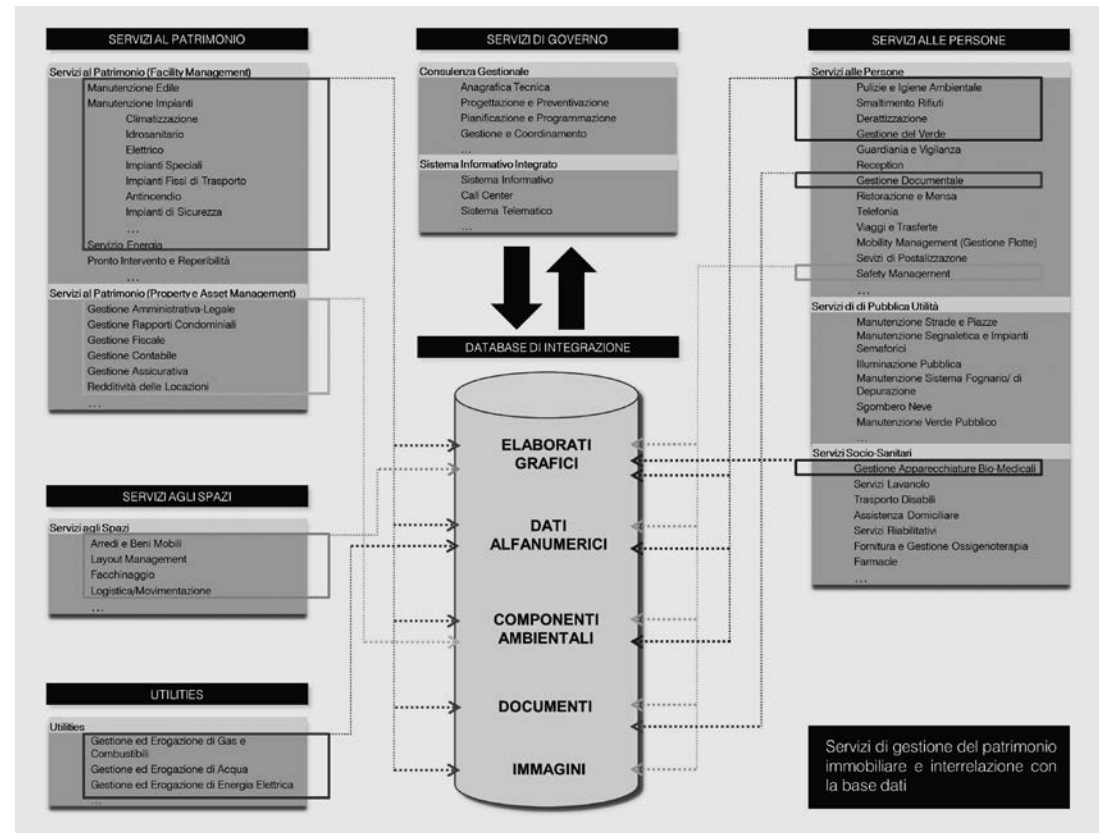 SERVIZI AL PATRIMONIO
Servizi al Patrimonio (Facility Management)
Manutenzione Edile
Manutenzione Impianti
Climatizzazione
Idrosanitario
Elettrico
Impianti Speciali
Impianti Fissi di Trasporto
Antincendio
Impianti di Sicurezza
...
Servizio Energia
Pronto Intervento e Reperibilità
...
Servizi al Patrimonio (Property e Asset Management)
Gestione Amministrativa-Legale
Gestione Rapporti Condominiali
Gestione Fiscale
Gestione Contabile
Gestione Assicurativa
Redditività delle Locazioni
...
SERVIZI AGLI SPAZI
Servizi agli Spazi
Arredi e Beni Mobili
Layout Management
Facchinaggio
Logistica/Movimentazione
...
UTILITIES
Utilities
Gestione ed Erogazione di Gas e
Combustibili
Gestione ed Erogazione di Acqua
Gestione ed Erogazione di Energia Elettrica
...
SERVIZI DI GOVERNO
Consulenza Gestionale
Anagrafica Tecnica
Progettazione e Preventivazione
Pianificazione e Programmazione
Gestione e Coordinamento
...
Sistema Informativo Integrato
Sistema Informativo
Call Center
Sistema Telematico
...
DATABASE DI INTEGRAZIONE
ELABORATI
GRAFICI
DATI
ALFANUMERICI
COMPONENTI
AMBIENTALI
DOCUMENTI
IMMAGINI
SERVIZI ALLE PERSONE
Servizi alle Persone
Pulizie e Igiene Ambientale
Smaltimento Rifiuti
Derattizzazione
Gestione del Verde
Guardiania e Vigilanza
Reception
Gestione Documentale
Ristorazione e Mensa
Telefonia
Viaggi e Trasferte
Mobility Management (Gestione Flotte)
Sevizi di Postalizzazone
Safety Management
...
Servizi di di Pubblica Utilità
Manutenzione Strade e Piazze
Manutenzione Segnaletica e Impianti
Semaforici
Illuminazione Pubblica
Manutenzione Sistema Fognario/ di
Depurazione
Sgombero Neve
Manutenzione Verde Pubblico
...
Servizi Socio-Sanitari
Gestione Apparecchiature Bio-Medicali
Servizi Lavanolo
Trasporto Disabili
Assistenza Domiciliare
Servizi Riabilitativi
Fornitura e Gestione Ossigenoterapia
Farmacie
...
Servizi di gestione del patrimonio
immobiliare e interrelazione con
la base dati